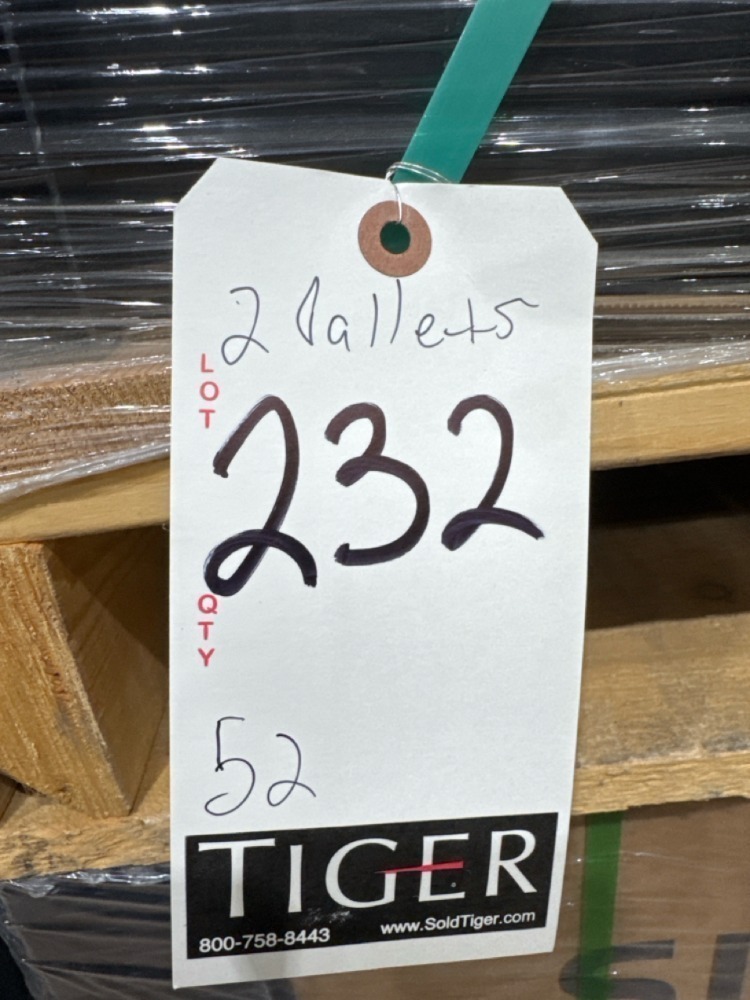 2 Pallets
LOT
232
QTY
52
TIGER
800-758-8443 www.SoldTiger.com